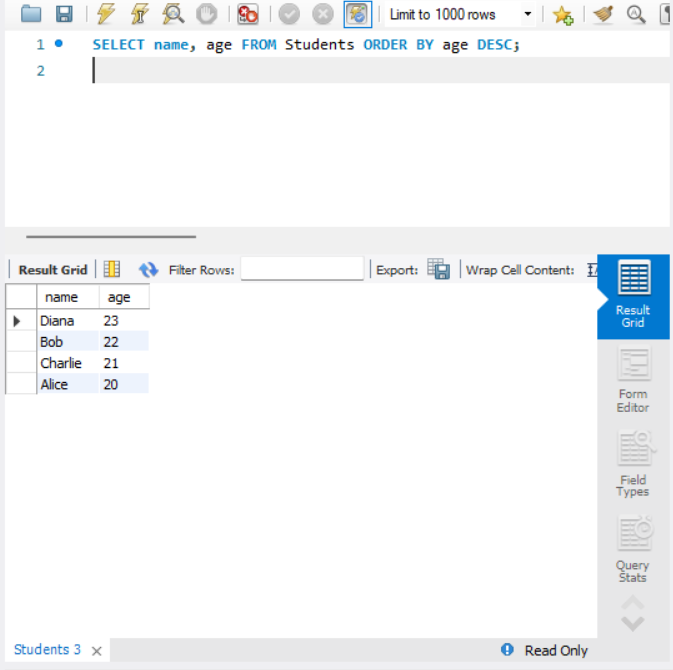 Limit to 1000 rows
1 SELECT name, age FROM Students ORDER BY age DESC;
2
Result Grid Filter Rows: Export: Wrap Cell Content:
name age
Diana 23
Bob 22
Charlie 21
Alice 20
Result
Grid
Form
Editor
Field
Types
Query
Stats
Students 3
Read Only